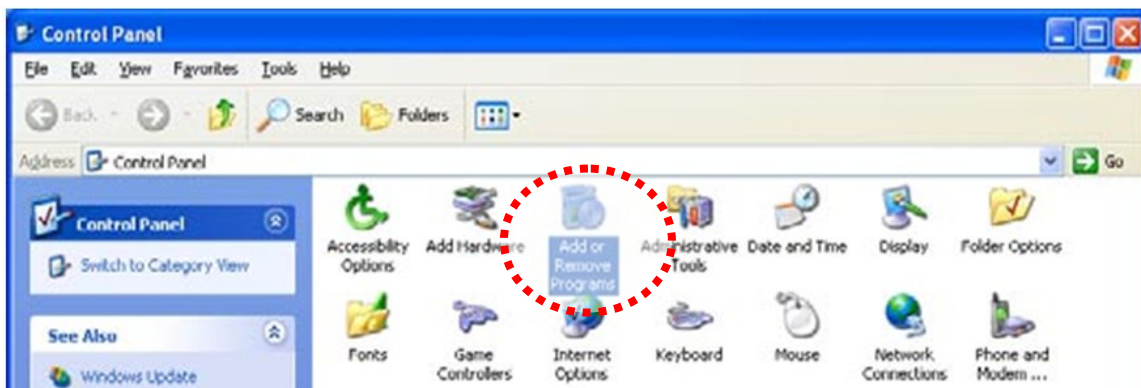 Control Panel
File Edit View Favorites Tools Help
Back Search Folders
Address Control Panel Go
Control Panel
Switch to Category View
See Also
Windows Update
Accessibility Options
Add Hardware
Add or Remove Programs
Administrative Tools
Date and Time
Display
Folder Options
Fonts
Game Controllers
Internet Options
Keyboard
Mouse
Network Connections
Phone and Modem ...